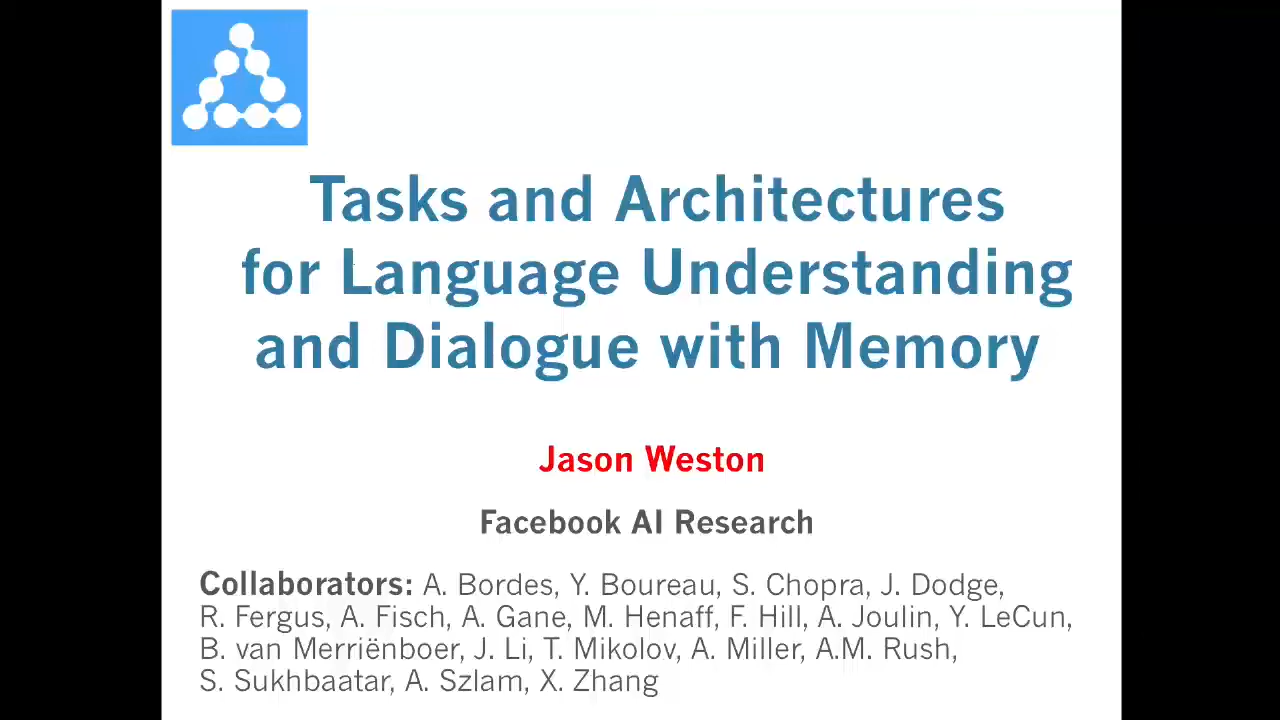 Tasks and Architectures
for Language Understanding
and Dialogue with Memory
Jason Weston
Facebook AI Research
Collaborators: A. Bordes, Y. Boureau, S. Chopra, J. Dodge,
R. Fergus, A. Fisch, A. Gane, M. Henaff, F. Hill, A. Joulin, Y. LeCun,
B. van Merriënboer, J. Li, T. Mikolov, A. Miller, A.M. Rush,
S. Sukhbaatar, A. Szlam, X. Zhang